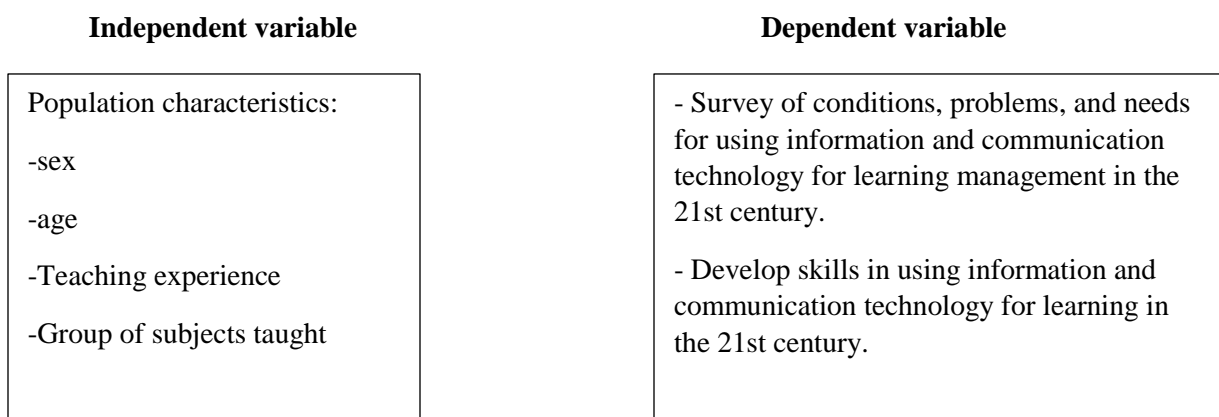 Independent variable
Dependent variable
Population characteristics:
-sex
-age
-Teaching experience
-Group of subjects taught
- Survey of conditions, problems, and needs
for using information and communication
technology for learning management in the
21st century.
- Develop skills in using information and
communication technology for learning in
the 21st century.